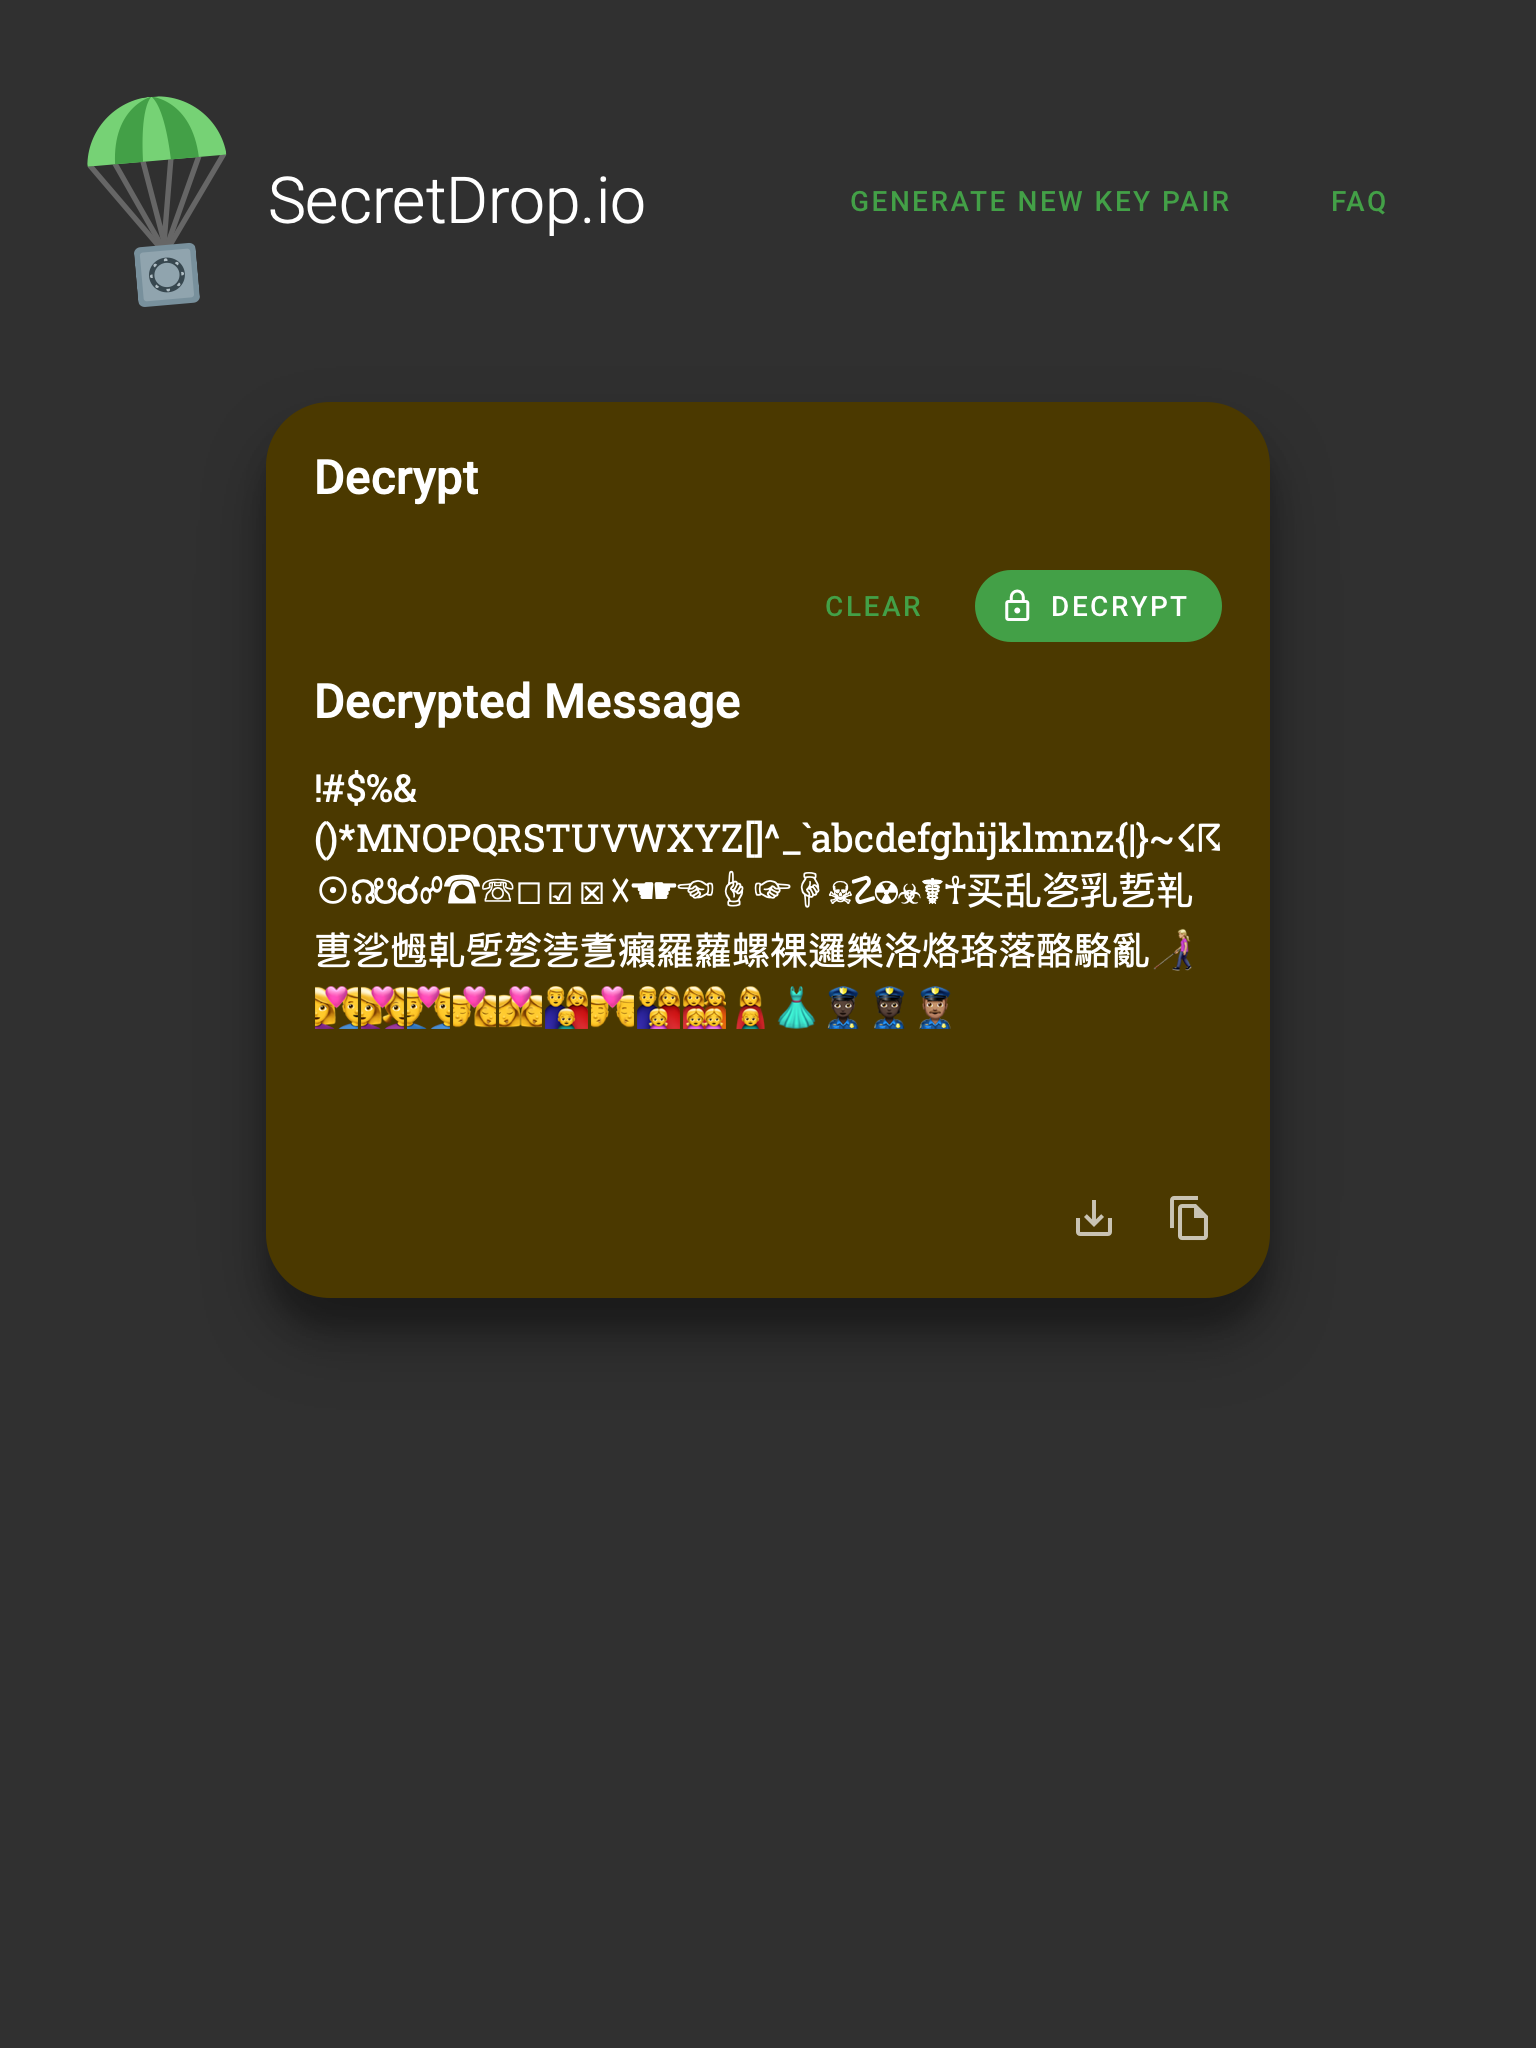 SecretDrop.io
GENERATE NEW KEY PAIR
FAQ
Decrypt
CLEAR
DECRYPT
Decrypted Message
!#$%&
()*MNOPQRSTUVWXYZ[]^_`abcdefghijklmnz{|}~☇☈
☉☊☋☌☍☎☏☐☑☒☓☚☛☜☝☞☟☠☡☢☣☤☥买乱乲乳乴乵
乶乷乸乹乺乻乼乽癩羅蘿螺裸邏樂洛烙珞落酪駱亂👩🏼‍🦯
👩‍❤️‍👨👩‍❤️‍👩👨‍❤️‍👨👨‍❤️‍💋‍👩👩‍❤️‍💋‍👩👨‍👩‍👦👨‍❤️‍💋‍👨👨‍👩‍👧👩‍👩‍👧‍👧👩‍👦👗👮🏿👮🏿‍♀️👮🏽